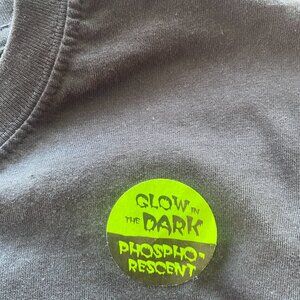 GLOW IN
THE DARK
PHOSPHO-
RESCENT